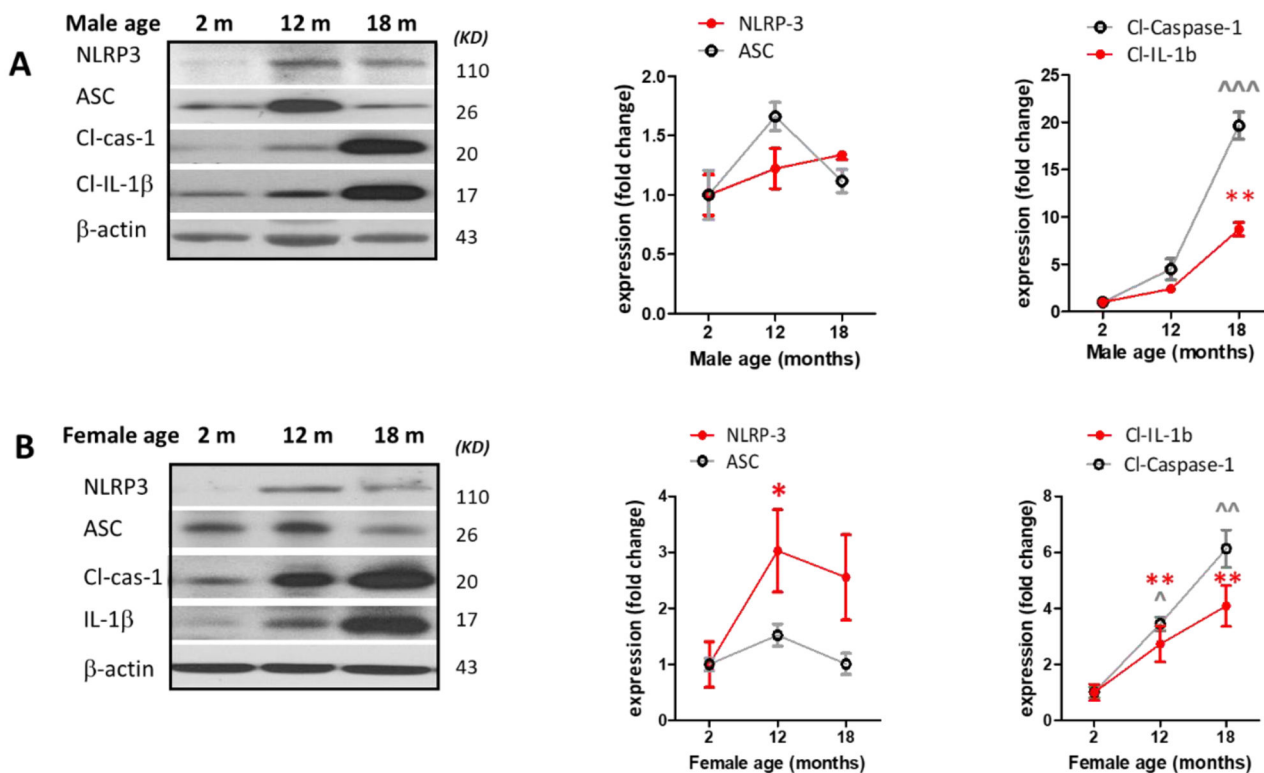 Male age 2 m 12 m 18 m
(KD)
A
NLRP3
110
ASC
26
Cl-cas-1
20
Cl-IL-1β
17
β-actin
43
NLRP-3
ASC
expression (fold change)
2.0
1.5
1.0
0.5
0.0
2 12 18
Male age (months)
Cl-Caspase-1
Cl-IL-1b
expression (fold change)
25
20
15
10
5
0
^^^
**
2 12 18
Male age (months)
B
Female age 2 m 12 m 18 m
(KD)
NLRP3
110
ASC
26
Cl-cas-1
20
IL-1β
17
β-actin
43
NLRP-3
ASC
expression (fold change)
4
3
2
1
0
*
2 12 18
Female age (months)
Cl-IL-1b
Cl-Caspase-1
expression (fold change)
8
6
4
2
0
^^
** **
^
2 12 18
Female age (months)